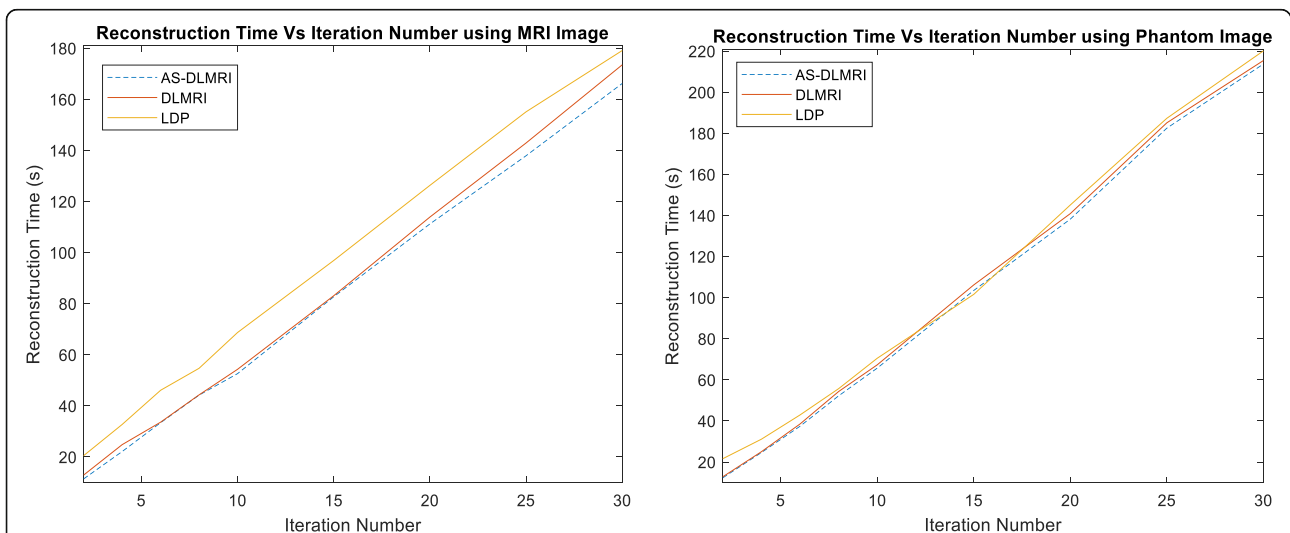 Reconstruction Time Vs Iteration Number using MRI Image
180
160
140
120
100
80
60
40
20
Reconstruction Time (s)
AS-DLMRI
DLMRI
LDP
5 10 15 20 25 30
Iteration Number
Reconstruction Time Vs Iteration Number using Phantom Image
220
200
180
160
140
120
100
80
60
40
20
Reconstruction Time (s)
AS-DLMRI
DLMRI
LDP
5 10 15 20 25 30
Iteration Number